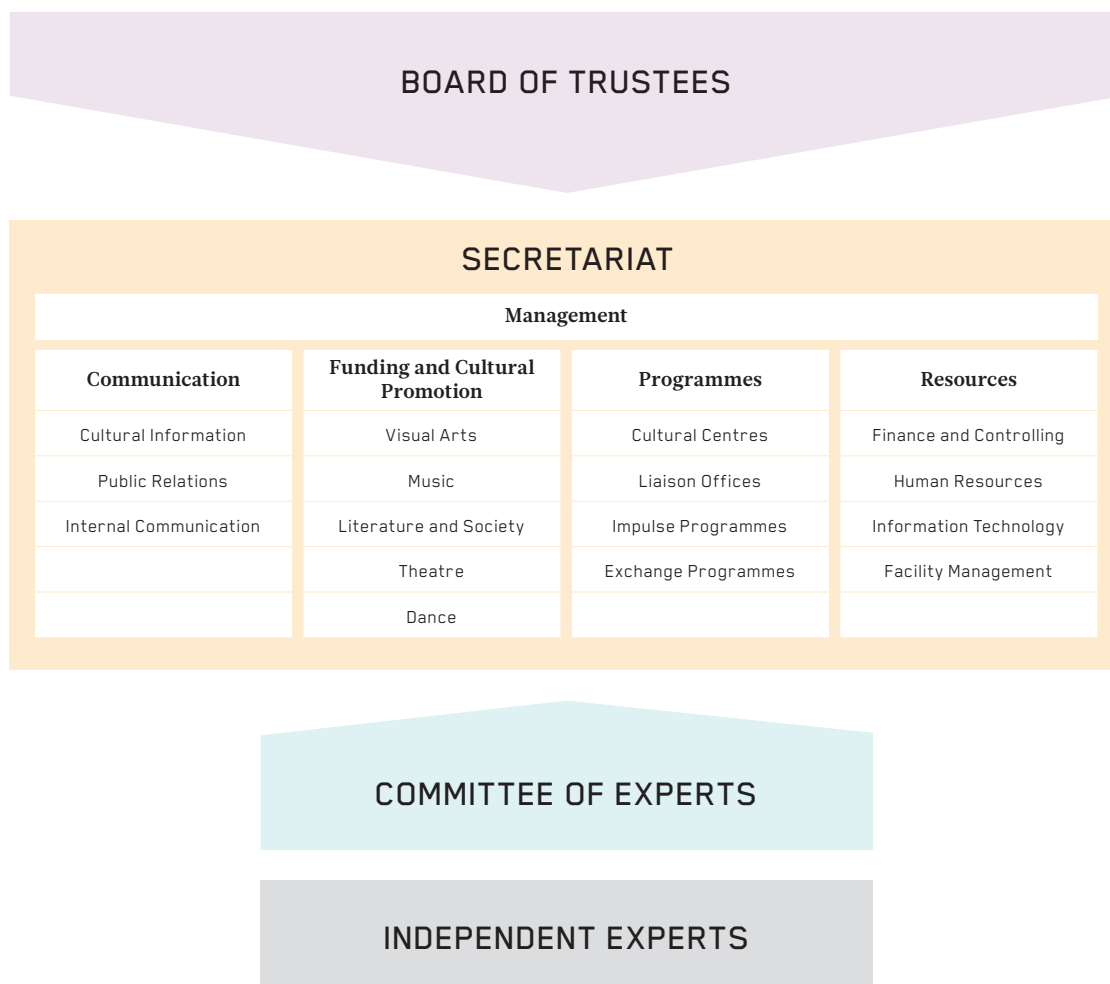 BOARD OF TRUSTEES
SECRETARIAT
Management
Communication
Cultural Information
Public Relations
Internal Communication
Funding and Cultural
Promotion
Visual Arts
Music
Literature and Society
Theatre
Dance
Programmes
Cultural Centres
Liaison Offices
Impulse Programmes
Exchange Programmes
Resources
Finance and Controlling
Human Resources
Information Technology
Facility Management
COMMITTEE OF EXPERTS
INDEPENDENT EXPERTS